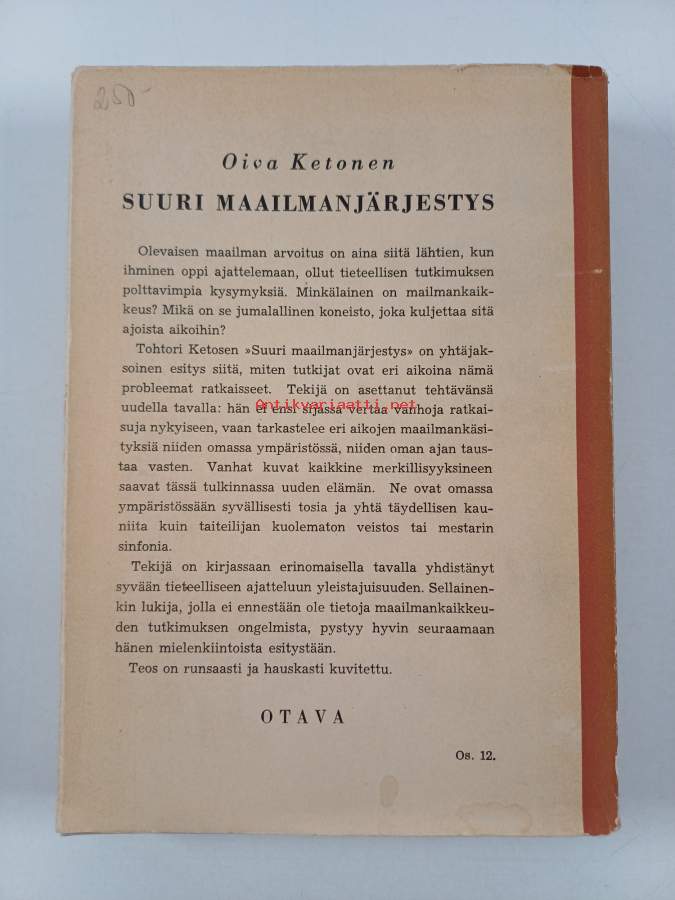 250-
Oiva Ketonen
SUURI MAAILMANJÄRJESTYS
Olevaisen maailman arvoitus on aina siitä lähtien, kun
ihminen oppi ajattelemaan, ollut tieteellisen tutkimuksen
polttavimpia kysymyksiä. Minkälainen on mailmankaik-
keus? Mikä on se jumalallinen koneisto, joka kuljettaa sitä
ajoista aikoihin?
Tohtori Ketosen »Suuri maailmanjärjestys» on yhtäjak-
soinen esitys siitä, miten tutkijat ovat eri aikoina nämä
probleemat ratkaisseet. Tekijä on asettanut tehtävänsä
Antikvariaatti.net
uudella tavalla: hän ei ensi sijassa vertaa vanhoja ratkai-
suja nykyiseen, vaan tarkastelee eri aikojen maailmankäsi-
tyksiä niiden omassa ympäristössä, niiden oman ajan taus-
taa vasten. Vanhat kuvat kaikkine merkillisyyksineen
saavat tässä tulkinnassa uuden elämän. Ne ovat omassa
ympäristössään syvällisesti tosia ja yhtä täydellisen kau-
niita kuin taiteilijan kuolematon veistos tai mestarin
sinfonia.
Tekijä on kirjassaan erinomaisella tavalla yhdistänyt
syvään tieteelliseen ajatteluun yleistajuisuuden. Sellainen-
kin lukija, jolla ei ennestään ole tietoja maailmankaikkeu-
den tutkimuksen ongelmista, pystyy hyvin seuraamaan
hänen mielenkiintoista esitystään.
Teos on runsaasti ja hauskasti kuvitettu.
OTAVA
Os. 12.